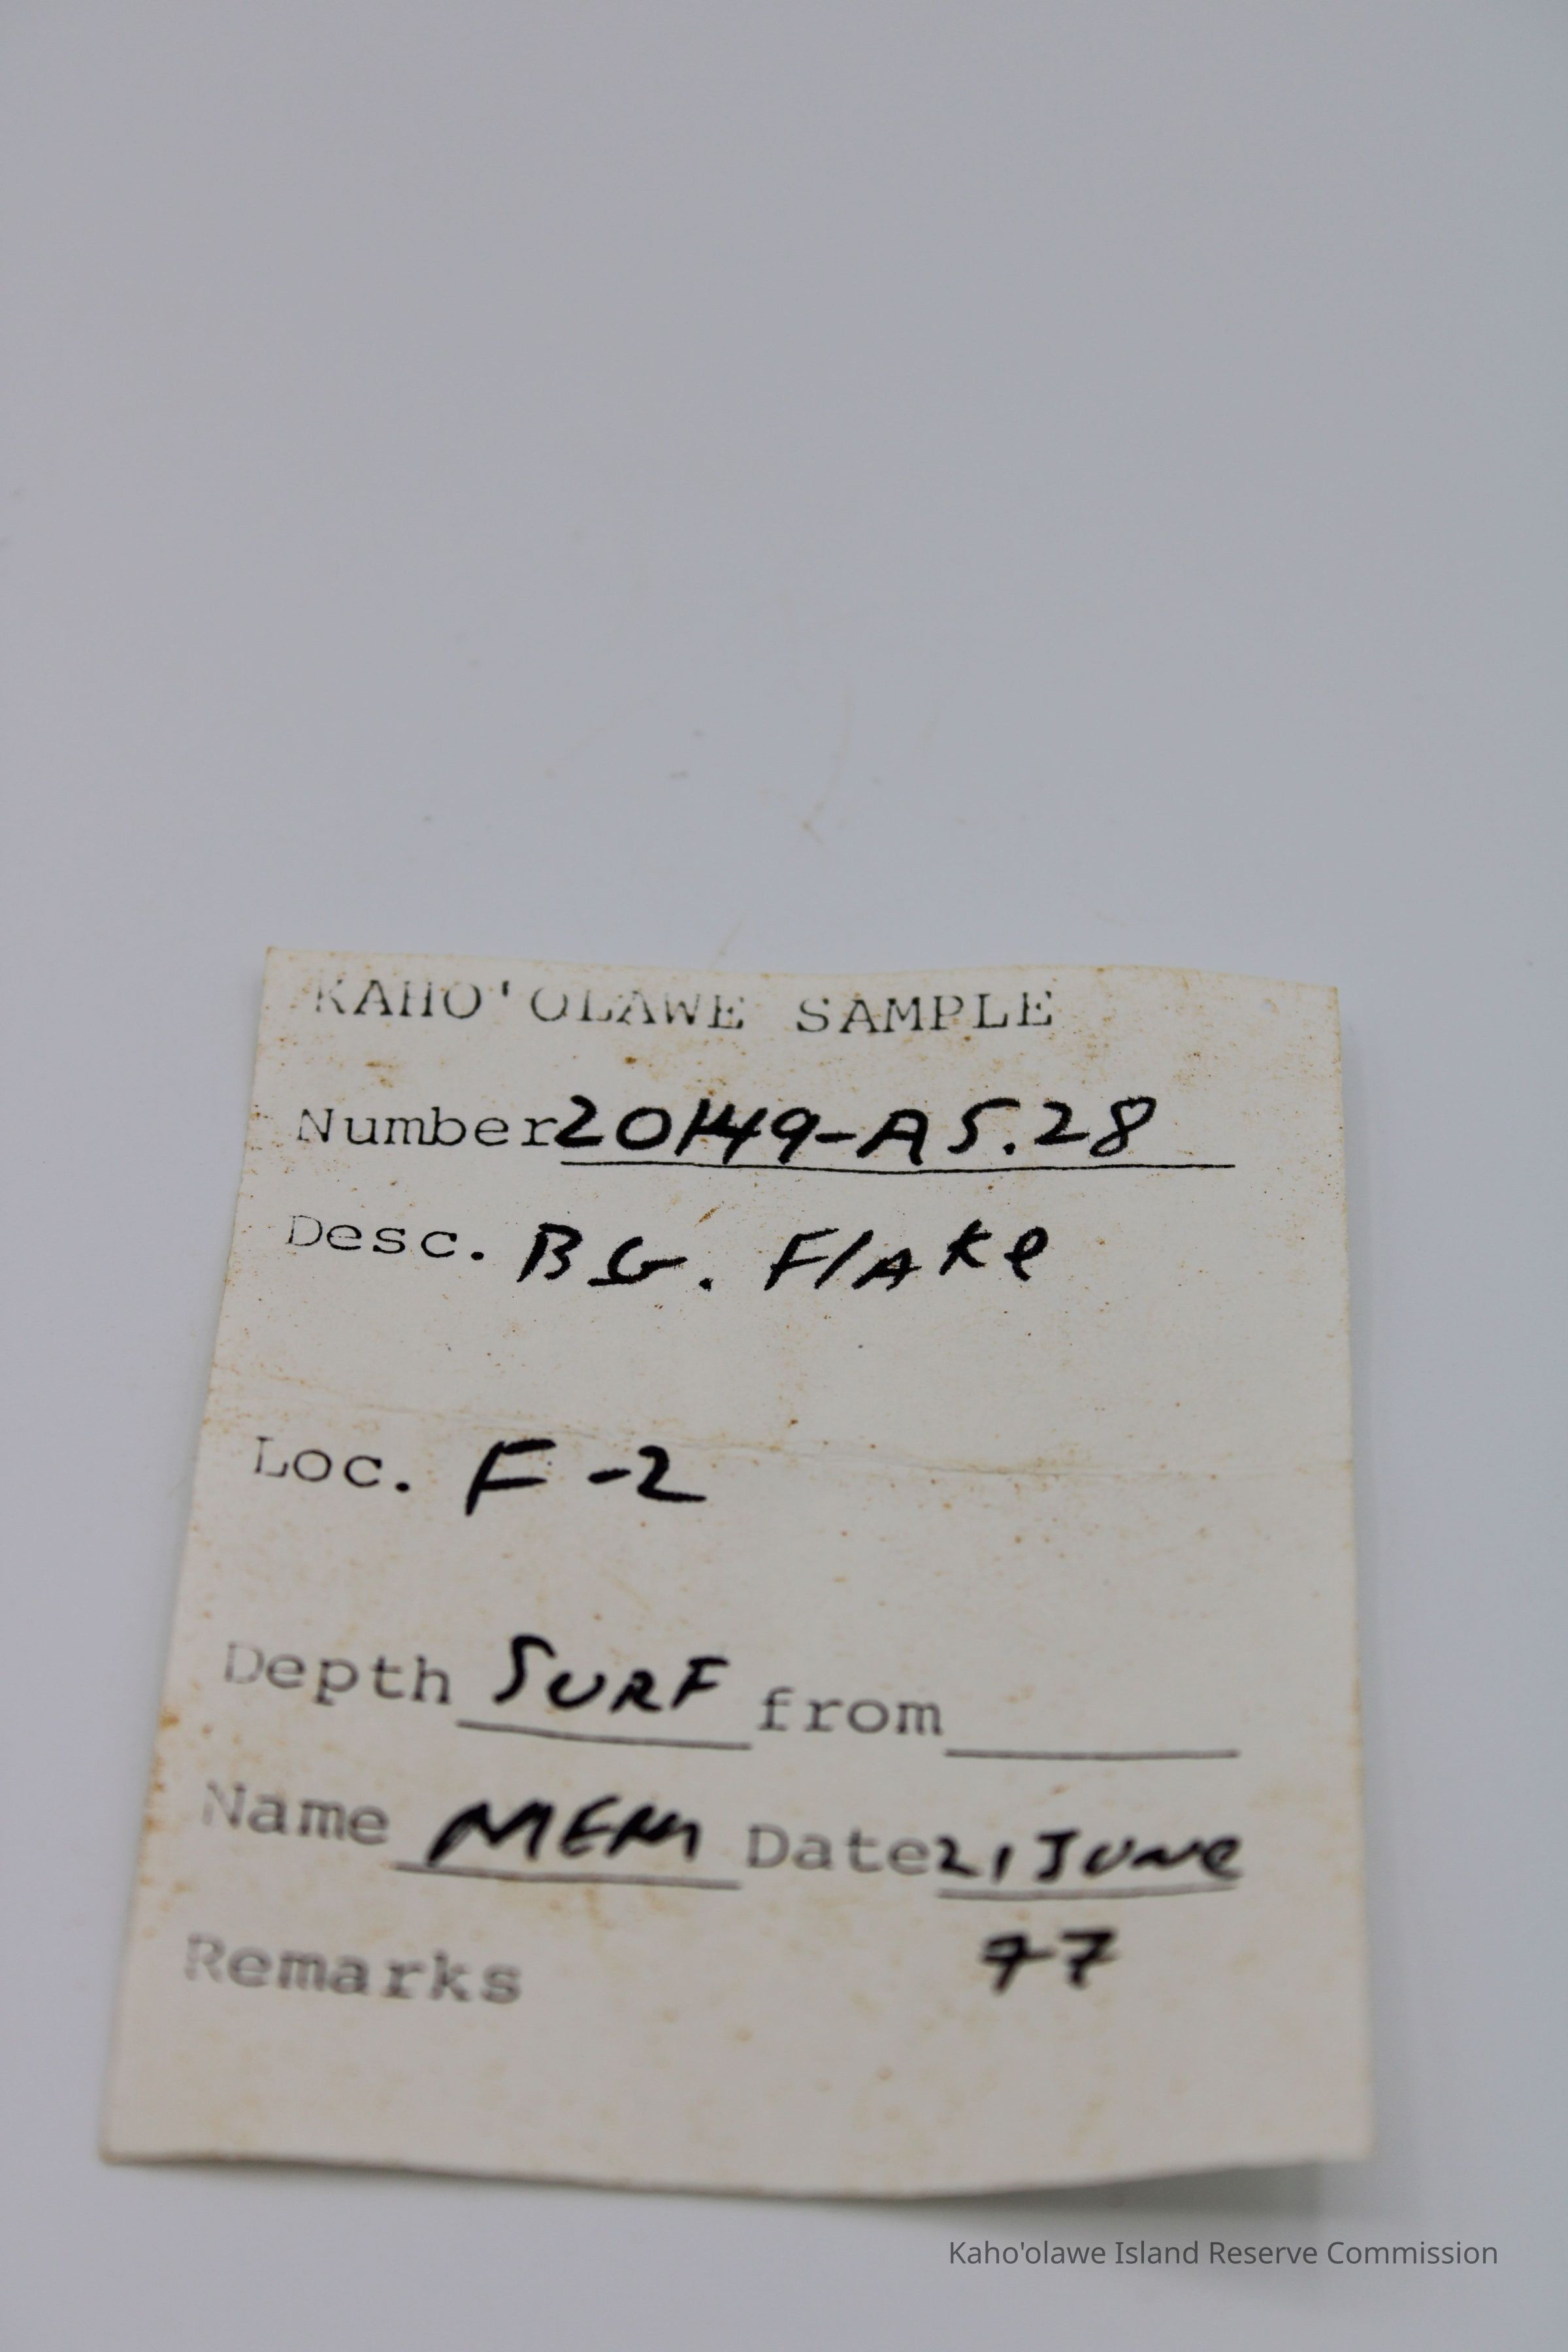 KAHO'OLAWE SAMPLE
Number 20149-AS.28
Desc. BG. FlAke
Loc. F-2
Depth SURF from
Name MEM Date 21 June
77
Remarks
Kaho'olawe Island Reserve Commission